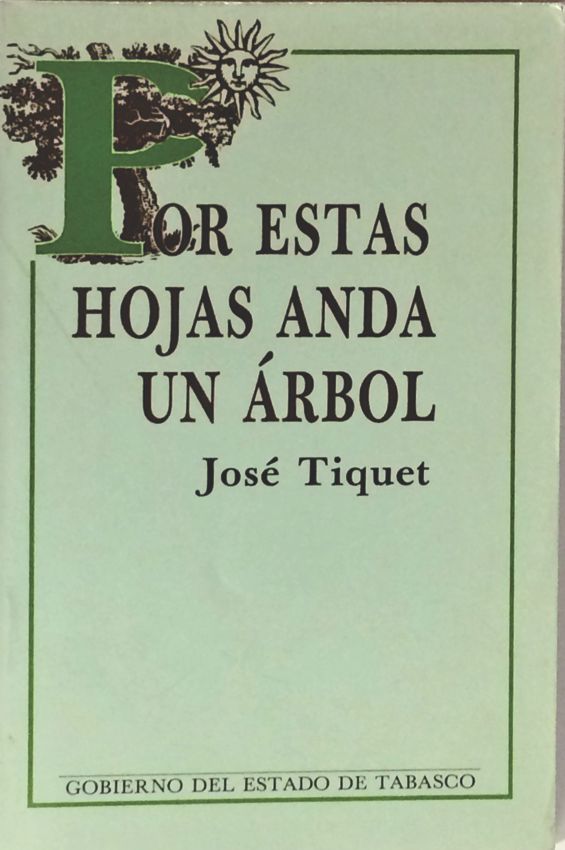 POR ESTAS
HOJAS ANDA
UN ÁRBOL
José Tiquet
GOBIERNO DEL ESTADO DE TABASCO